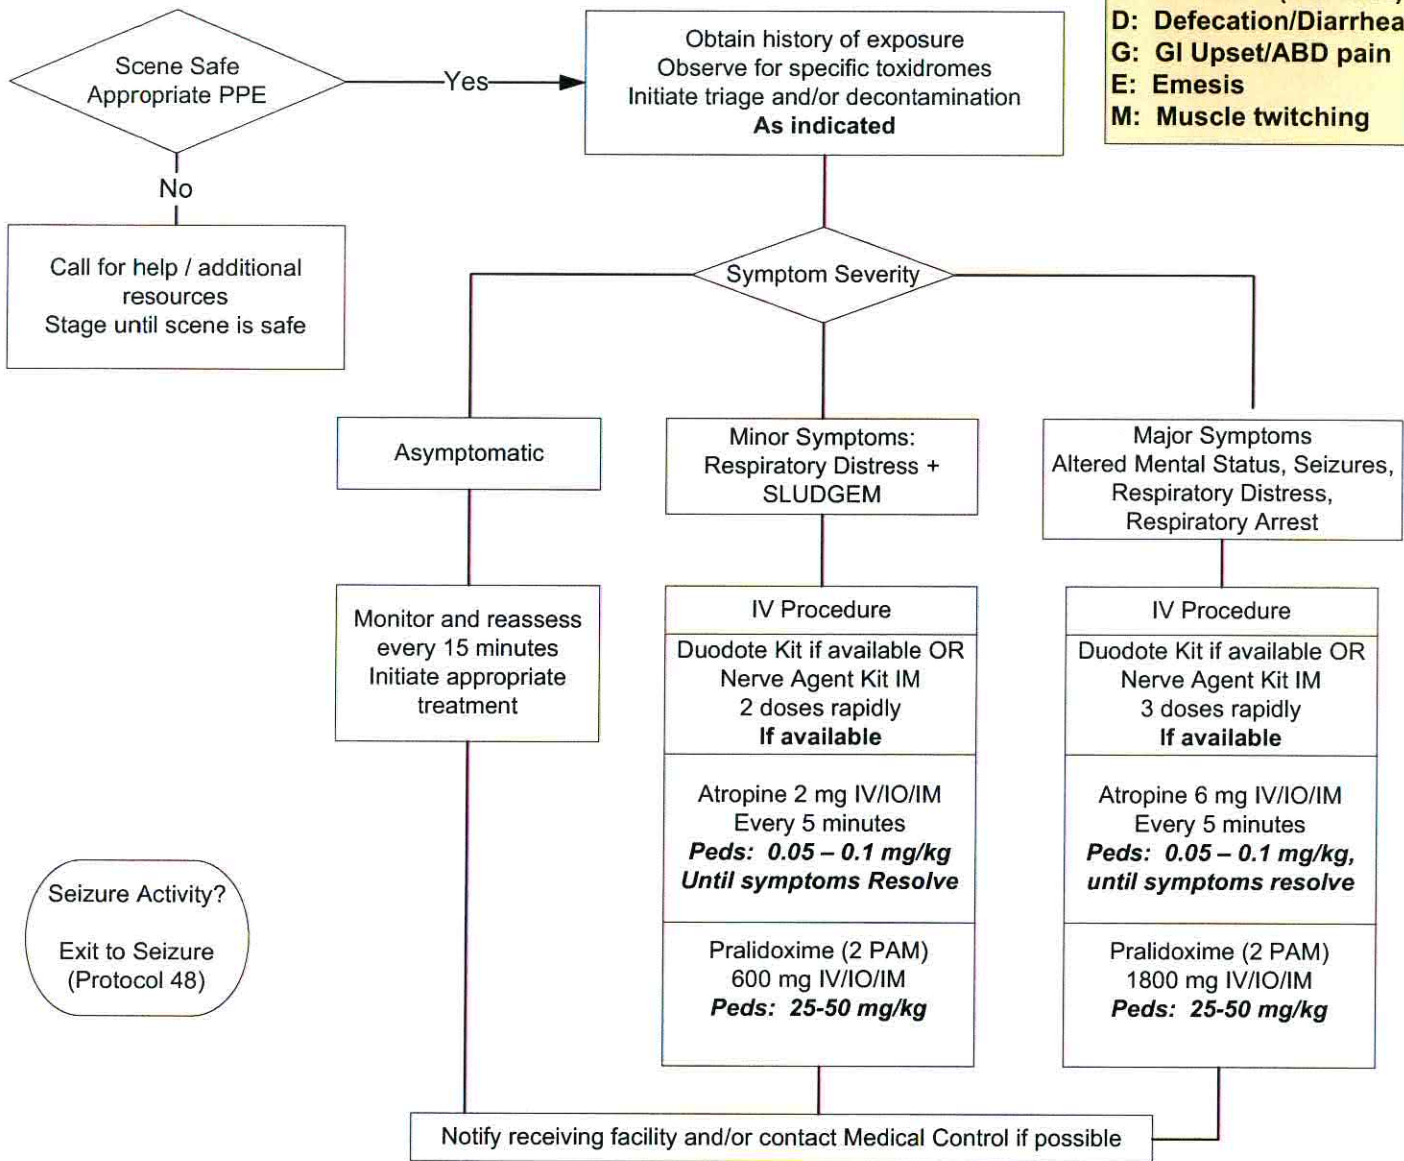 D: Defecation/Diarrhea
G: GI Upset/ABD pain
E: Emesis
M: Muscle twitching
Scene Safe
Appropriate PPE
Yes
Obtain history of exposure
Observe for specific toxidromes
Initiate triage and/or decontamination
As indicated
No
Call for help / additional
resources
Stage until scene is safe
Symptom Severity
Asymptomatic
Minor Symptoms:
Respiratory Distress +
SLUDGEM
Major Symptoms
Altered Mental Status, Seizures,
Respiratory Distress,
Respiratory Arrest
Monitor and reassess
every 15 minutes
Initiate appropriate
treatment
IV Procedure
Duodote Kit if available OR
Nerve Agent Kit IM
2 doses rapidly
If available
Atropine 2 mg IV/IO/IM
Every 5 minutes
Peds: 0.05 – 0.1 mg/kg
Until symptoms Resolve
Pralidoxime (2 PAM)
600 mg IV/IO/IM
Peds: 25-50 mg/kg
IV Procedure
Duodote Kit if available OR
Nerve Agent Kit IM
3 doses rapidly
If available
Atropine 6 mg IV/IO/IM
Every 5 minutes
Peds: 0.05 – 0.1 mg/kg,
until symptoms resolve
Pralidoxime (2 PAM)
1800 mg IV/IO/IM
Peds: 25-50 mg/kg
Seizure Activity?
Exit to Seizure
(Protocol 48)
Notify receiving facility and/or contact Medical Control if possible